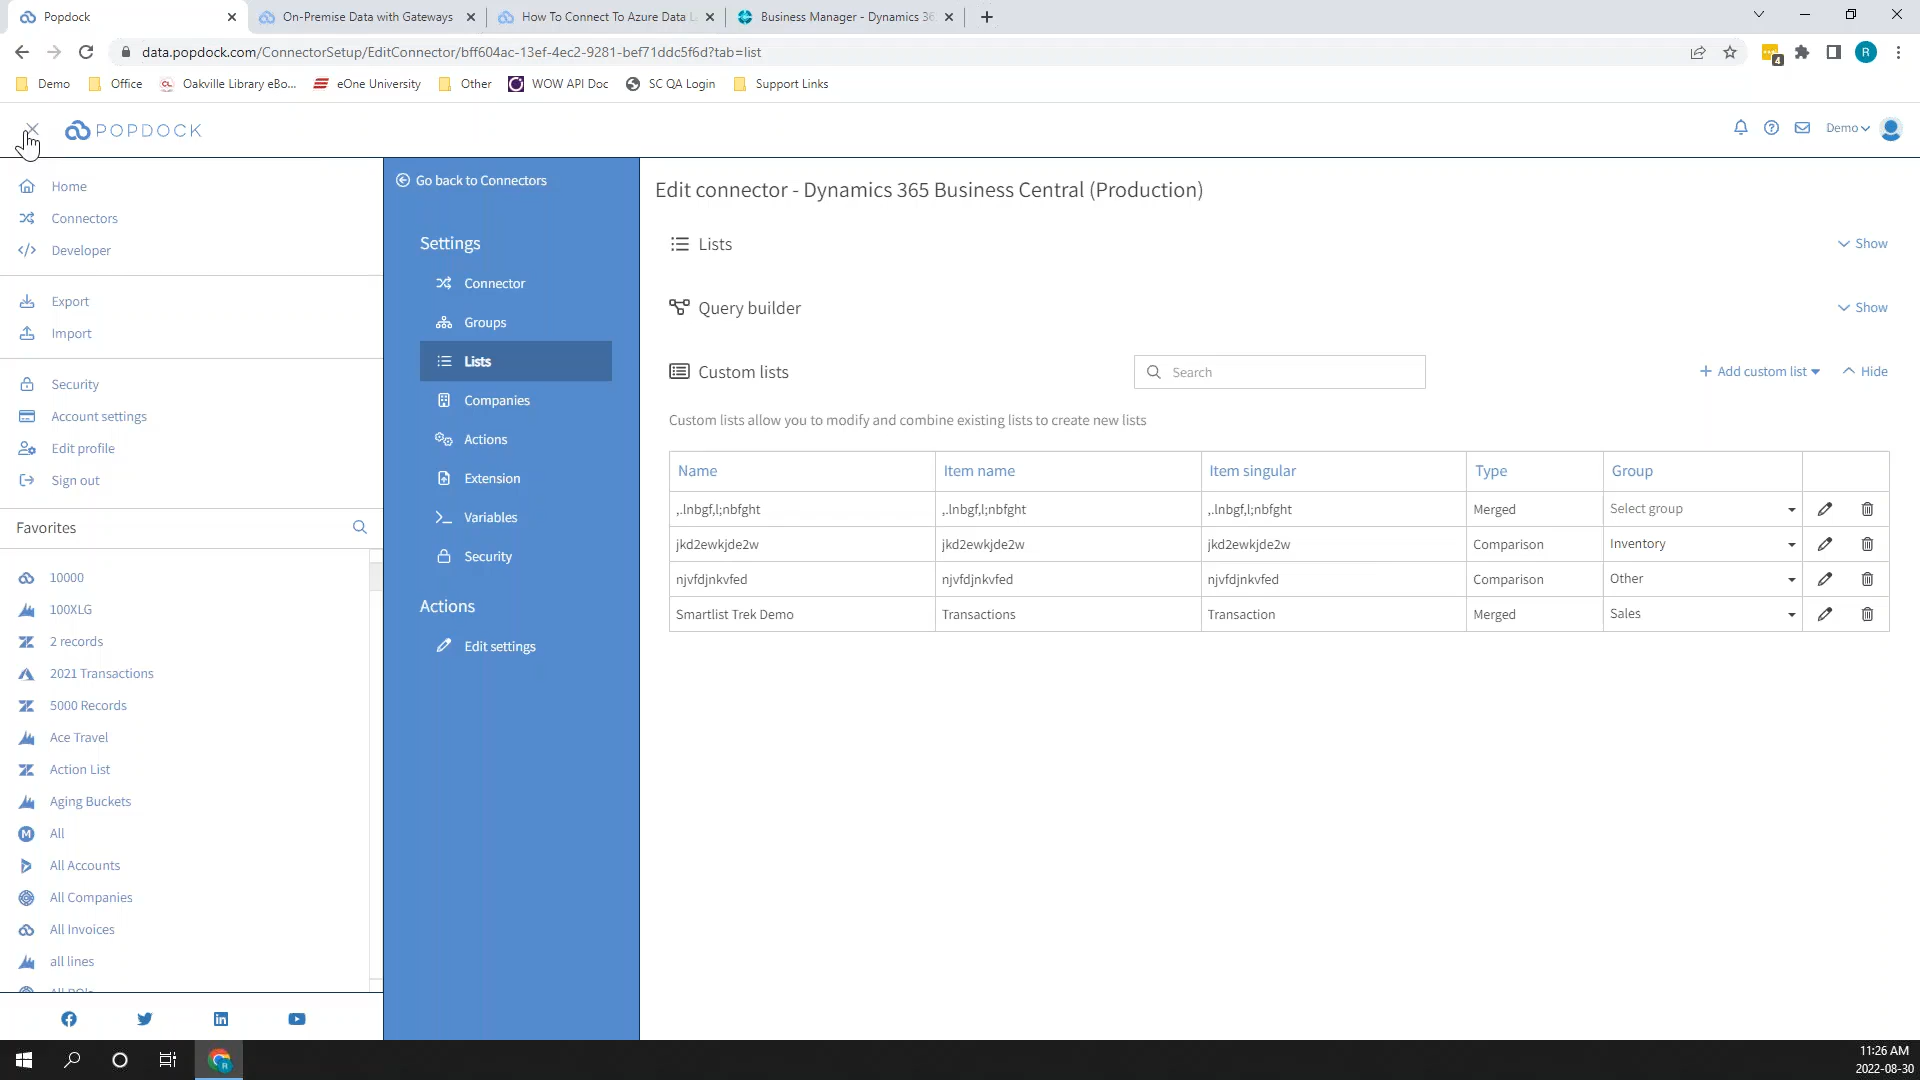 Popdock
On-Premise Data with Gateways
How To Connect To Azure Data L
Business Manager - Dynamics 36
data.popdock.com/ConnectorSetup/EditConnector/bff604ac-13ef-4ec2-9281-bef71ddc5f6d?tab=list
4
R
Demo
Office
CL
Oakville Library eBo...
eOne University
Other
WOW API Doc
SC QA Login
Support Links
POPDOCK
Demo
Home
Connectors
Developer
Export
Import
Security
Account settings
Edit profile
Sign out
Favorites
10000
100XLG
2 records
2021 Transactions
5000 Records
Ace Travel
Action List
Aging Buckets
All
All Accounts
All Companies
All Invoices
all lines
Go back to Connectors
Settings
Connector
Groups
Lists
Companies
Actions
Extension
Variables
Security
Actions
Edit settings
Edit connector - Dynamics 365 Business Central (Production)
Lists
Show
Query builder
Show
Custom lists
Search
Add custom list
Hide
Custom lists allow you to modify and combine existing lists to create new lists
Name Item name Item singular Type Group
,.lnbgf,l;nbfght ,.lnbgf,l;nbfght ,.lnbgf,l;nbfght Merged Select group
jkd2ewkjde2w jkd2ewkjde2w jkd2ewkjde2w Comparison Inventory
njvfdjnkvfed njvfdjnkvfed njvfdjnkvfed Comparison Other
Smartlist Trek Demo Transactions Transaction Merged Sales
11:26 AM
2022-08-30